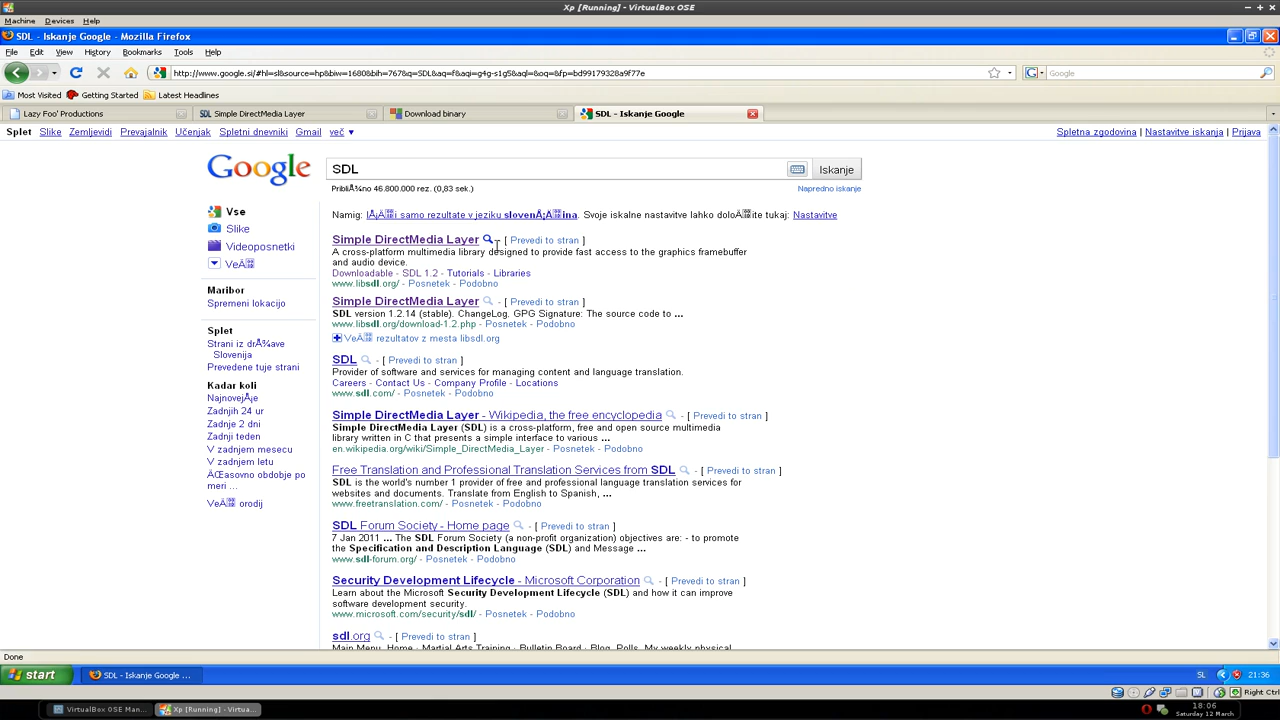 Xp [Running] - VirtualBox OSE
Machine Devices Help
SDL - Iskanje Google - Mozilla Firefox
File Edit View History Bookmarks Tools Help
http://www.google.si/#hl=sl&source=hp&biw=1680&bih=767&q=SDL&aq=f&aqi=g4g-s1g5&aql=&oq=&fp=bd99179328a9f77e
Google
Most Visited Getting Started Latest Headlines
Lazy Foo' Productions
SDL Simple DirectMedia Layer
Download binary
SDL - Iskanje Google
Splet Slike Zemljevidi Prevajalnik Učenjak Spletni dnevniki Gmail več ▼
Spletna zgodovina | Nastavitve iskanja | Prijava
Google
SDL
Iskanje
PribliÅ¾no 46.800.000 rez. (0,83 sek.)
Napredno iskanje
Svoje iskalne nastavitve lahko
Namig:
samo rezultate v jeziku
tukaj: Nastavitve
Vse
Slike
Videoposnetki
Maribor
Spremeni lokacijo
Splet
Strani iz drÅ¾ave
Slovenija
Prevedene tuje strani
Kadar koli
Zadnjih 24 ur
Zadnje 2 dni
Zadnji teden
V zadnjem mesecu
V zadnjem letu
obdobje po
meri ...
orodij
Simple DirectMedia Layer [ Prevedi to stran ]
A cross-platform multimedia library designed to provide fast access to the graphics framebuffer
and audio device.
Downloadable - SDL 1.2 - Tutorials - Libraries
www.libsdl.org/ - Posnetek - Podobno
Simple DirectMedia Layer - [ Prevedi to stran ]
SDL version 1.2.14 (stable). ChangeLog. GPG Signature: The source code to ...
www.libsdl.org/download-1.2.php - Posnetek - Podobno
rezultatov z mesta libsdl.org
SDL - [ Prevedi to stran ]
Provider of software and services for managing content and language translation.
Careers - Contact Us - Company Profile - Locations
www.sdl.com/ - Posnetek - Podobno
Simple DirectMedia Layer - Wikipedia, the free encyclopedia - [ Prevedi to stran ]
Simple DirectMedia Layer (SDL) is a cross-platform, free and open source multimedia
library written in C that presents a simple interface to various ...
en.wikipedia.org/wiki/Simple_DirectMedia_Layer - Posnetek - Podobno
Free Translation and Professional Translation Services from SDL - [ Prevedi to stran ]
SDL is the world's number 1 provider of free and professional language translation services for
websites and documents. Translate from English to Spanish, ...
www.freetranslation.com/ - Posnetek - Podobno
SDL Forum Society - Home page - [ Prevedi to stran ]
7 Jan 2011 ... The SDL Forum Society (a non-profit organization) objectives are: - to promote
the Specification and Description Language (SDL) and Message ...
www.sdl-forum.org/ - Posnetek - Podobno
Security Development Lifecycle - Microsoft Corporation - [ Prevedi to stran ]
Learn about the Microsoft Security Development Lifecycle (SDL) and how it can improve
software development security.
www.microsoft.com/security/sdl/ - Posnetek - Podobno
sdl.org - [ Prevedi to stran ]
Main Menu. Home · Martial Arts Training · Bulletin Board · Blog. Polls. My weekly physical
Done
start
SDL - Iskanje Google ...
SL
21:36
Right Ctrl
VirtualBox OSE Man...
Xp [Running] - Virtua...
18:06
Saturday 12 March